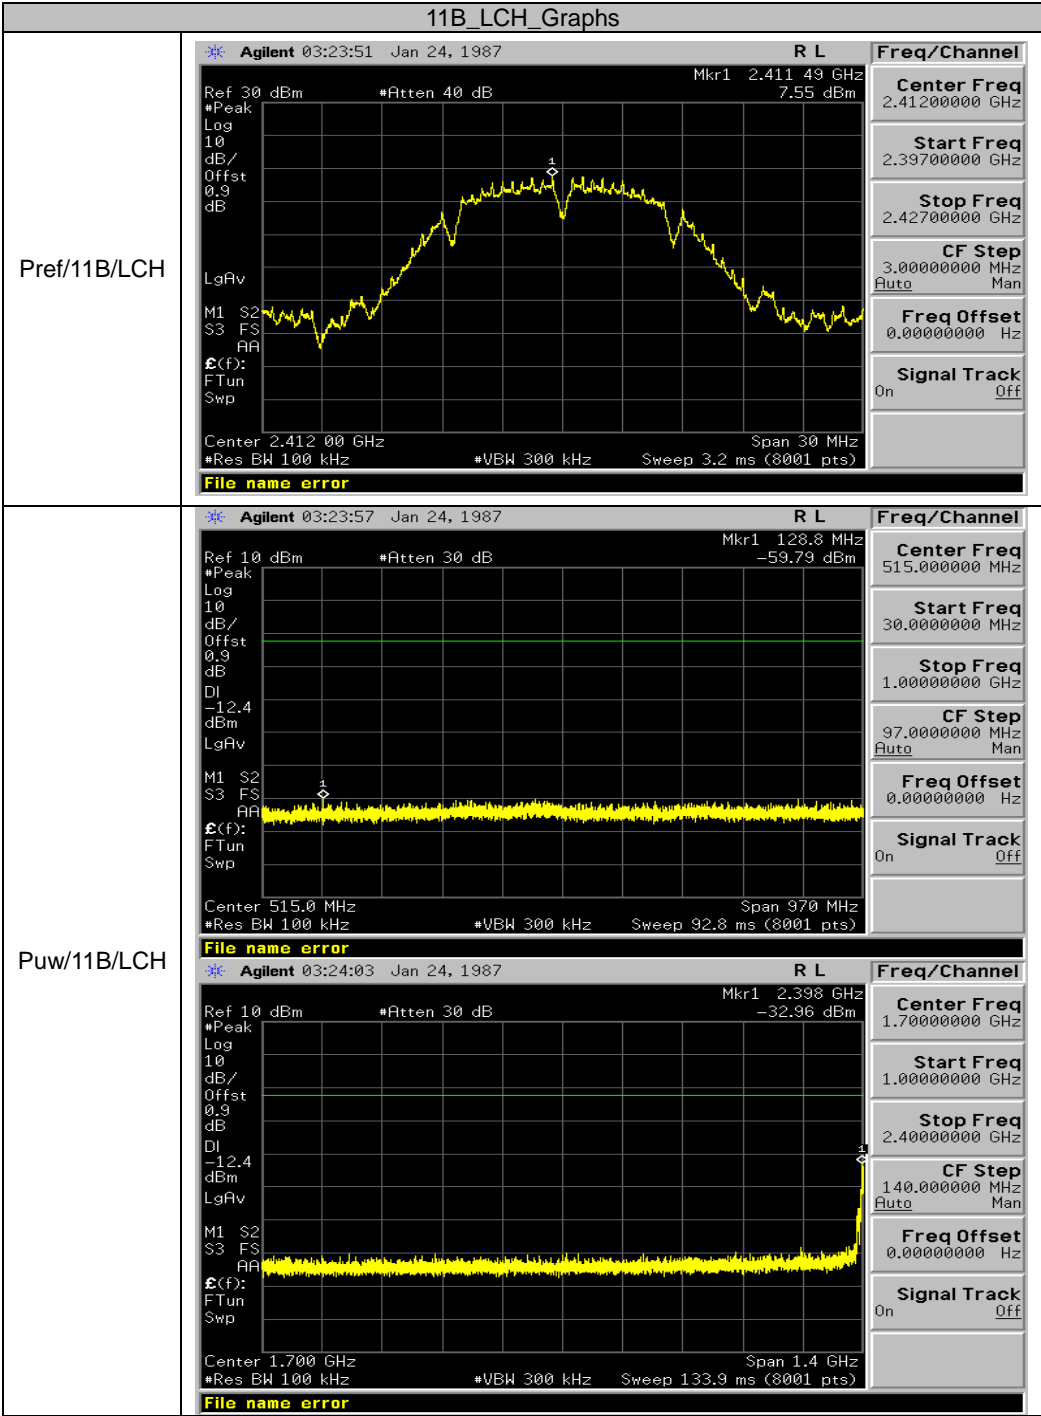 11B_LCH_Graphs
Pref/11B/LCH
Agilent 03:23:51 Jan 24, 1987 R L
Mkr1 2.411 49 GHz
Ref 30 dBm #Atten 40 dB 7.55 dBm
#Peak
Log
10
dB/
Offst
0.9
dB
LgAv
M1 S2
S3 FS
AA
£(f):
FTun
Swp
1
Center 2.412 00 GHz Span 30 MHz
#Res BW 100 kHz #VBW 300 kHz Sweep 3.2 ms (8001 pts)
File name error
Freq/Channel
Center Freq
2.41200000 GHz
Start Freq
2.39700000 GHz
Stop Freq
2.42700000 GHz
CF Step
3.00000000 MHz
Auto Man
Freq Offset
0.00000000 Hz
Signal Track
On Off
Puw/11B/LCH
Agilent 03:23:57 Jan 24, 1987 R L
Mkr1 128.8 MHz
Ref 10 dBm #Atten 30 dB -59.79 dBm
#Peak
Log
10
dB/
Offst
0.9
dB
DI
-12.4
dBm
LgAv
M1 S2
S3 FS
AA
£(f):
FTun
Swp
1
Center 515.0 MHz Span 970 MHz
#Res BW 100 kHz #VBW 300 kHz Sweep 92.8 ms (8001 pts)
File name error
Freq/Channel
Center Freq
515.000000 MHz
Start Freq
30.0000000 MHz
Stop Freq
1.00000000 GHz
CF Step
97.0000000 MHz
Auto Man
Freq Offset
0.00000000 Hz
Signal Track
On Off
Agilent 03:24:03 Jan 24, 1987 R L
Mkr1 2.398 GHz
Ref 10 dBm #Atten 30 dB -32.96 dBm
#Peak
Log
10
dB/
Offst
0.9
dB
DI
-12.4
dBm
LgAv
M1 S2
S3 FS
AA
£(f):
FTun
Swp
1
Center 1.700 GHz Span 1.4 GHz
#Res BW 100 kHz #VBW 300 kHz Sweep 133.9 ms (8001 pts)
File name error
Freq/Channel
Center Freq
1.70000000 GHz
Start Freq
1.00000000 GHz
Stop Freq
2.40000000 GHz
CF Step
140.000000 MHz
Auto Man
Freq Offset
0.00000000 Hz
Signal Track
On Off